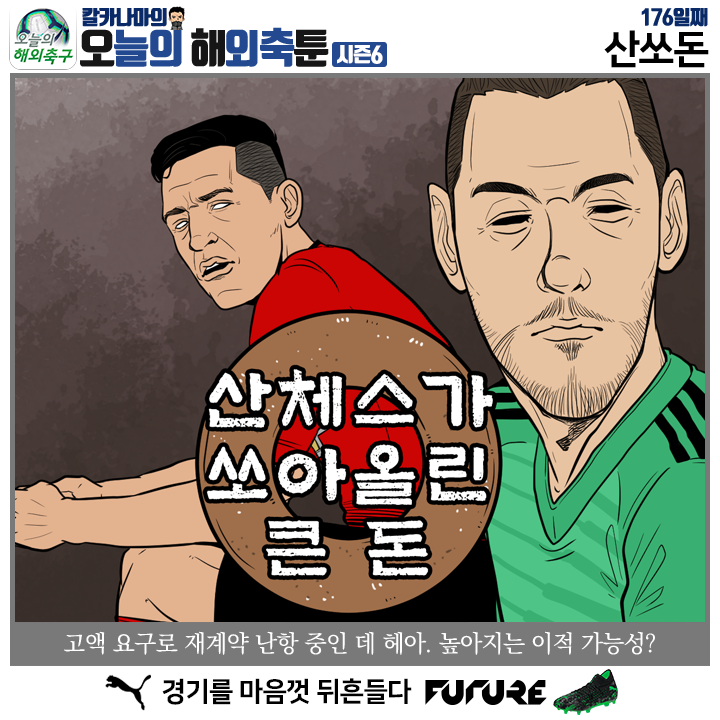 오늘의
해외축구
칼카나마의
오늘의 해외축툰
시즌6
176일째
산쏘돈
산체스가
쏘아올린
큰 돈
고액 요구로 재계약 난항 중인 데 헤아. 높아지는 이적 가능성?
경기를 마음껏 뒤흔들다 FUTURE